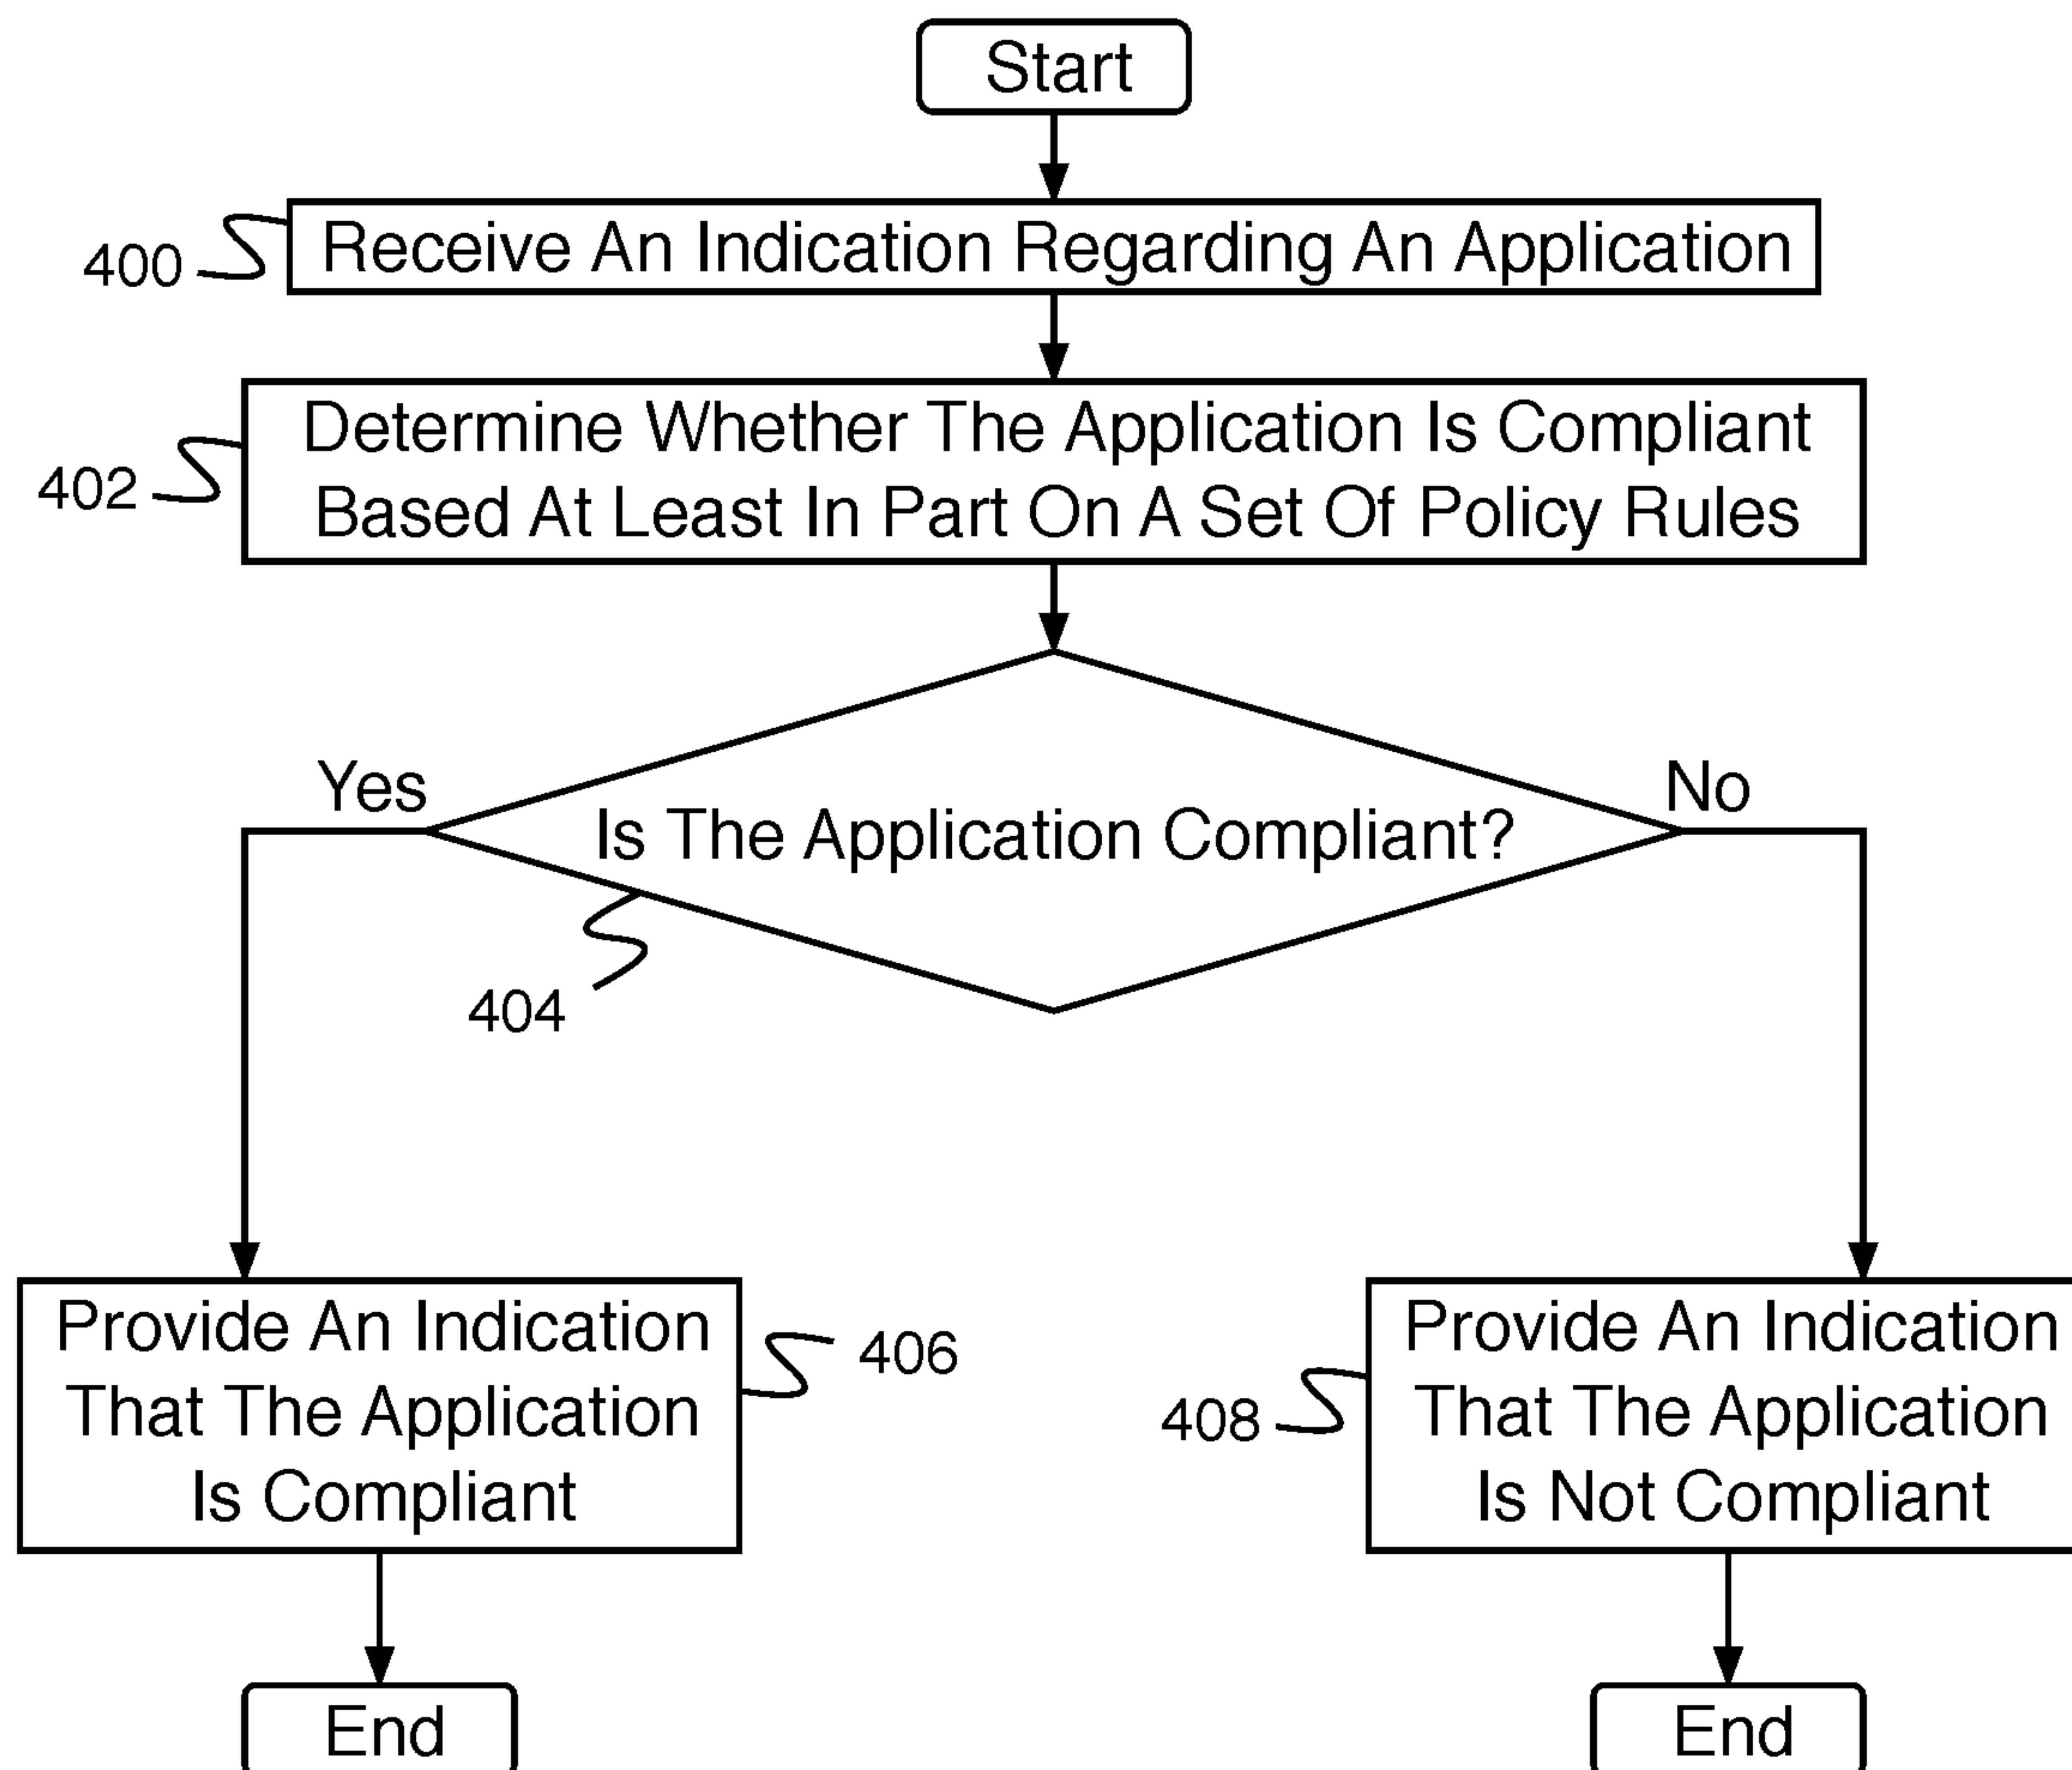 Start
400
Receive An Indication Regarding An Application
402
Determine Whether The Application Is Compliant
Based At Least In Part On A Set Of Policy Rules
Yes
No
Is The Application Compliant?
404
Provide An Indication
That The Application
Is Compliant
406
408
Provide An Indication
That The Application
Is Not Compliant
End
End